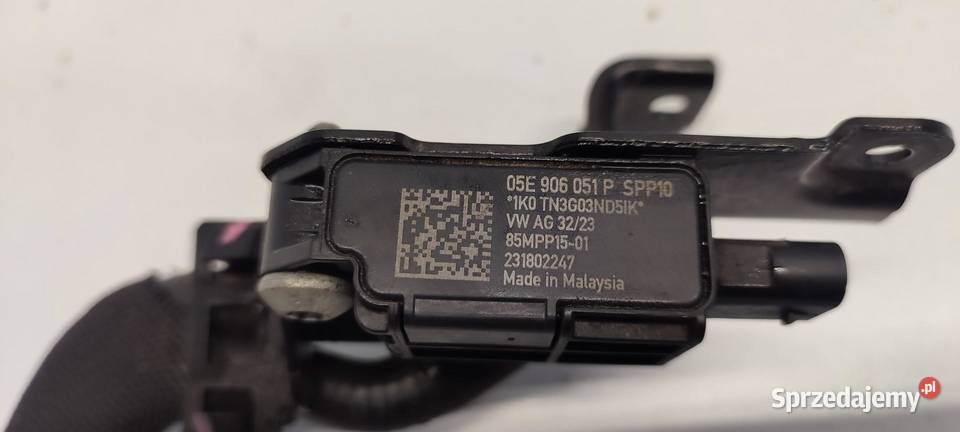 05E 906 051 P SPP10
*1K0 TN3G03ND5IK*
VW AG 32/23
85MPP15-01
231802247
Made in Malaysia
Sprzedajemy.pl